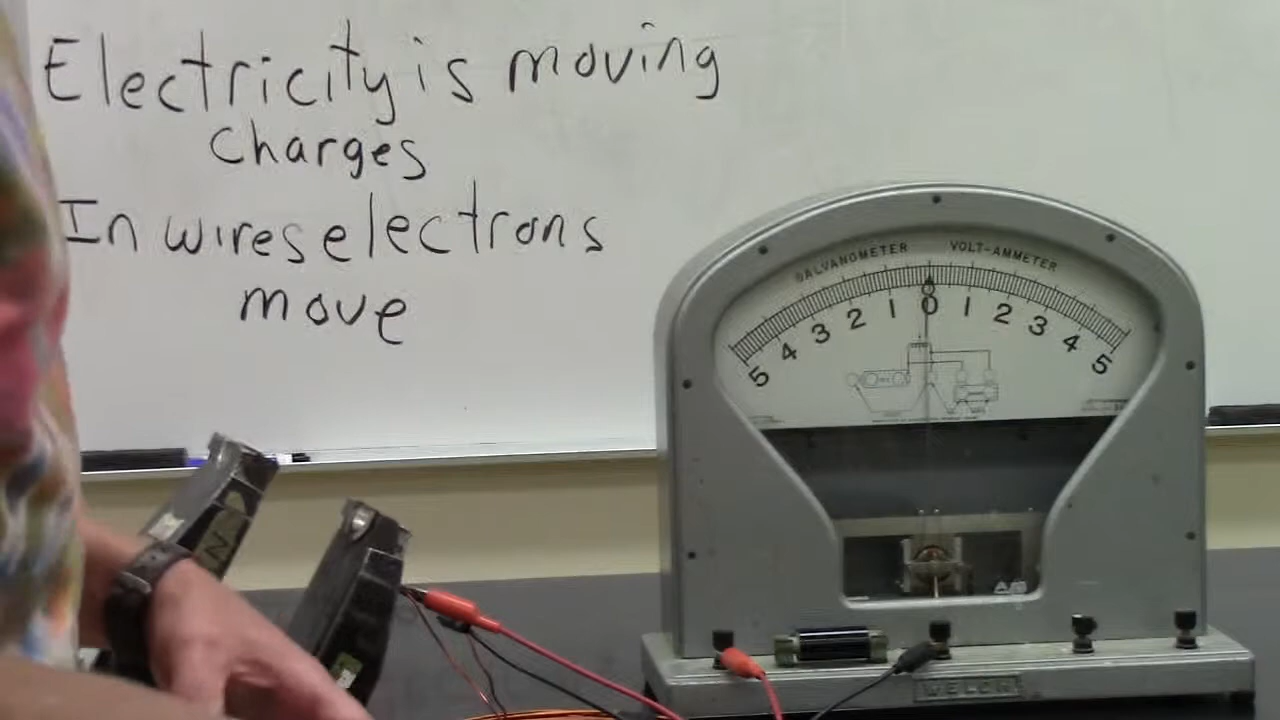 Electricity is moving
charges
In wires electrons
move
GALVANOMETER VOLT-AMMETER
5 4 3 2 1 0 1 2 3 4 5
N
WELCH